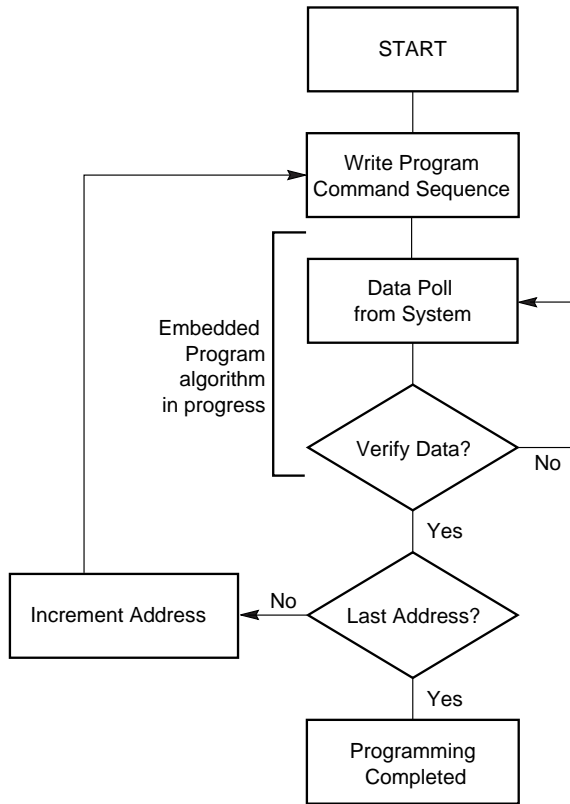 START
Write Program
Command Sequence
Data Poll
from System
Embedded
Program
algorithm
in progress
Verify Data?
No
Yes
Increment Address
No
Last Address?
Yes
Programming
Completed